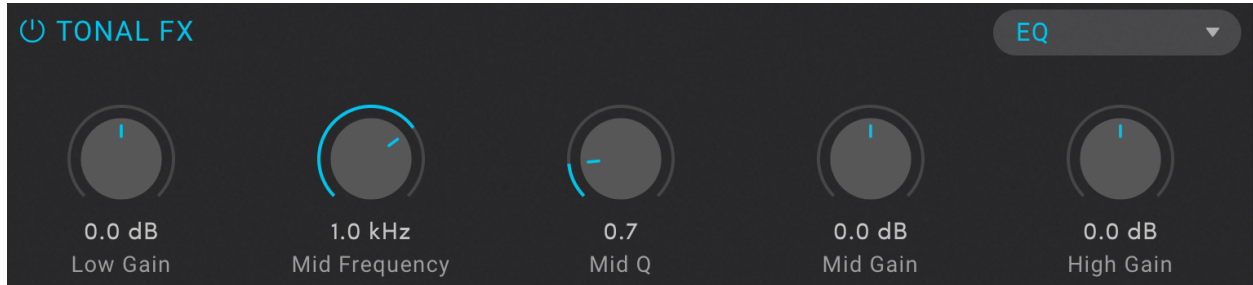 TONAL FX
EQ
0.0 dB
1.0 kHz
0.7
0.0 dB
0.0 dB
Low Gain
Mid Frequency
Mid Q
Mid Gain
High Gain